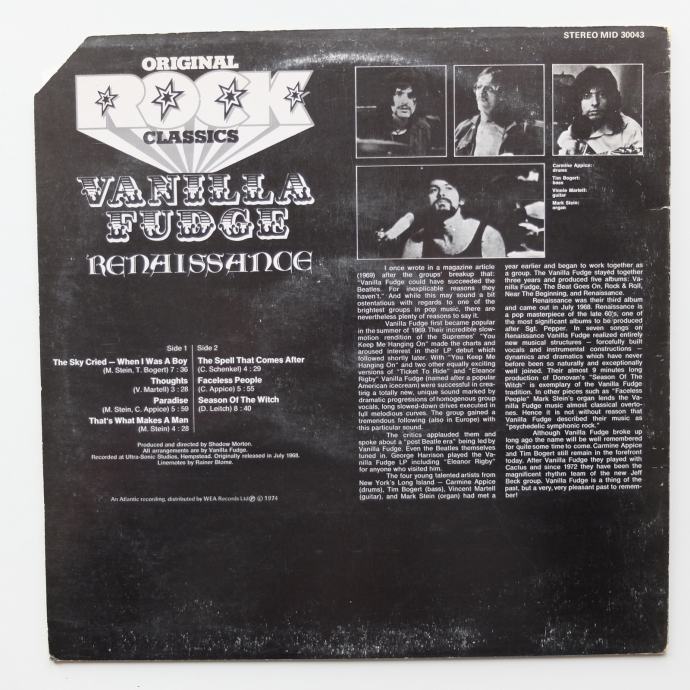 STEREO MID 30043
ORIGINAL
ROCK
CLASSICS
VANILLA
FUDGE
RENAISSANCE
Carmine Appice:
drums
Tim Bogert:
bass
Vinnie Martell:
guitar
Mark Stein:
organ
Side 1
The Sky Cried — When I Was A Boy
(M. Stein, T. Bogert) 7 : 36
Thoughts
(V. Martell) 3 : 28
Paradise
(M. Stein, C. Appice) 5 : 59
That's What Makes A Man
(M. Stein) 4 : 28
Side 2
The Spell That Comes After
(C. Schenkel) 4 : 29
Faceless People
(C. Appice) 5 : 55
Season Of The Witch
(D. Leitch) 8 : 40
Produced and directed by Shadow Morton.
All arrangements are by Vanilla Fudge.
Recorded at Ultra-Sonic Studios, Hempstead. Originally released in July 1968.
Linernotes by Rainer Blome.
An Atlantic recording, distributed by WEA Records Ltd Ⓟ © 1974
I once wrote in a magazine article
(1969) after the groups' breakup that:
"Vanilla Fudge could have succeeded the
Beatles. For inexplicable reasons they
haven't." And while this may sound a bit
ostentatious with regards to one of the
brightest groups in pop music, there are
nevertheless plenty of reasons to say it.
Vanilla Fudge first became popular
in the summer of 1969. Their incredible slow-
motion rendition of the Supremes' "You
Keep Me Hanging On" made the charts and
aroused interest in their LP debut which
followed shortly later. With "You Keep Me
Hanging On" and two other equally exciting
versions of "Ticket To Ride" and "Eleanor
Rigby" Vanilla Fudge (named after a popular
American icecream) were successful in crea-
ting a totally new, unique sound marked by
dramatic progressions of homogenous group
vocals, long slowed-down drives executed in
full melodious curves. The group gained a
tremendous following (also in Europe) with
this particular sound.
The critics applauded them and
spoke about a "post Beatle era" being led by
Vanilla Fudge. Even the Beatles themselves
tuned in. George Harrison played the Va-
nilla Fudge LP including "Eleanor Rigby"
for anyone who visited him.
The four young talented artists from
New York's Long Island — Carmine Appice
(drums), Tim Bogert (bass), Vincent Martell
(guitar), and Mark Stein (organ) had met a
year earlier and began to work together as
a group. The Vanilla Fudge stayed together
three years and produced five albums: Va-
nilla Fudge, The Beat Goes On, Rock & Roll,
Near The Beginning, and Renaissance.
Renaissance was their third album
and came out in July 1968. Renaissance is
a pop masterpiece of the late 60's, one of
the most significant albums to be produced
after Sgt. Pepper. In seven songs on
Renaissance Vanilla Fudge realized entirely
new musical structures — forcefully built
vocals and instrumental constructions –
dynamics and dramatics which have never
before been so naturally and exceptionally
well joined. Their almost 9 minutes long
production of Donovan's "Season Of The
Witch" is exemplary of the Vanilla Fudge
tradition. In other pieces such as "Faceless
People" Mark Stein's organ lends the Va-
nilla Fudge music almost classical overto-
nes. Hence it is not without reason that
Vanilla Fudge described their music as
"psychedelic symphonic rock."
Although Vanilla Fudge broke up
long ago the name will be well remembered
for quite some time to come. Carmine Appice
and Tim Bogert still remain in the forefront
today. After Vanilla Fudge they played with
Cactus and since 1972 they have been the
magnificent rhythm team of the new Jeff
Beck group. Vanilla Fudge is a thing of the
past, but a very, very pleasant past to remem-
ber!